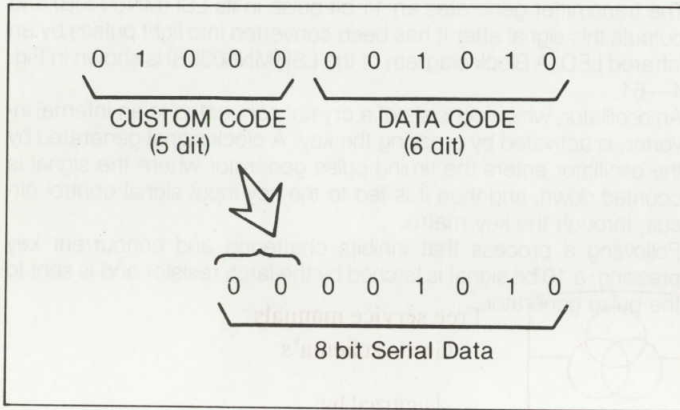 0 1 0 0 0 0 0 1 0 1 0
CUSTOM CODE DATA CODE
(5 dit) (6 dit)
0 0 0 0 1 0 1 0
8 bit Serial Data